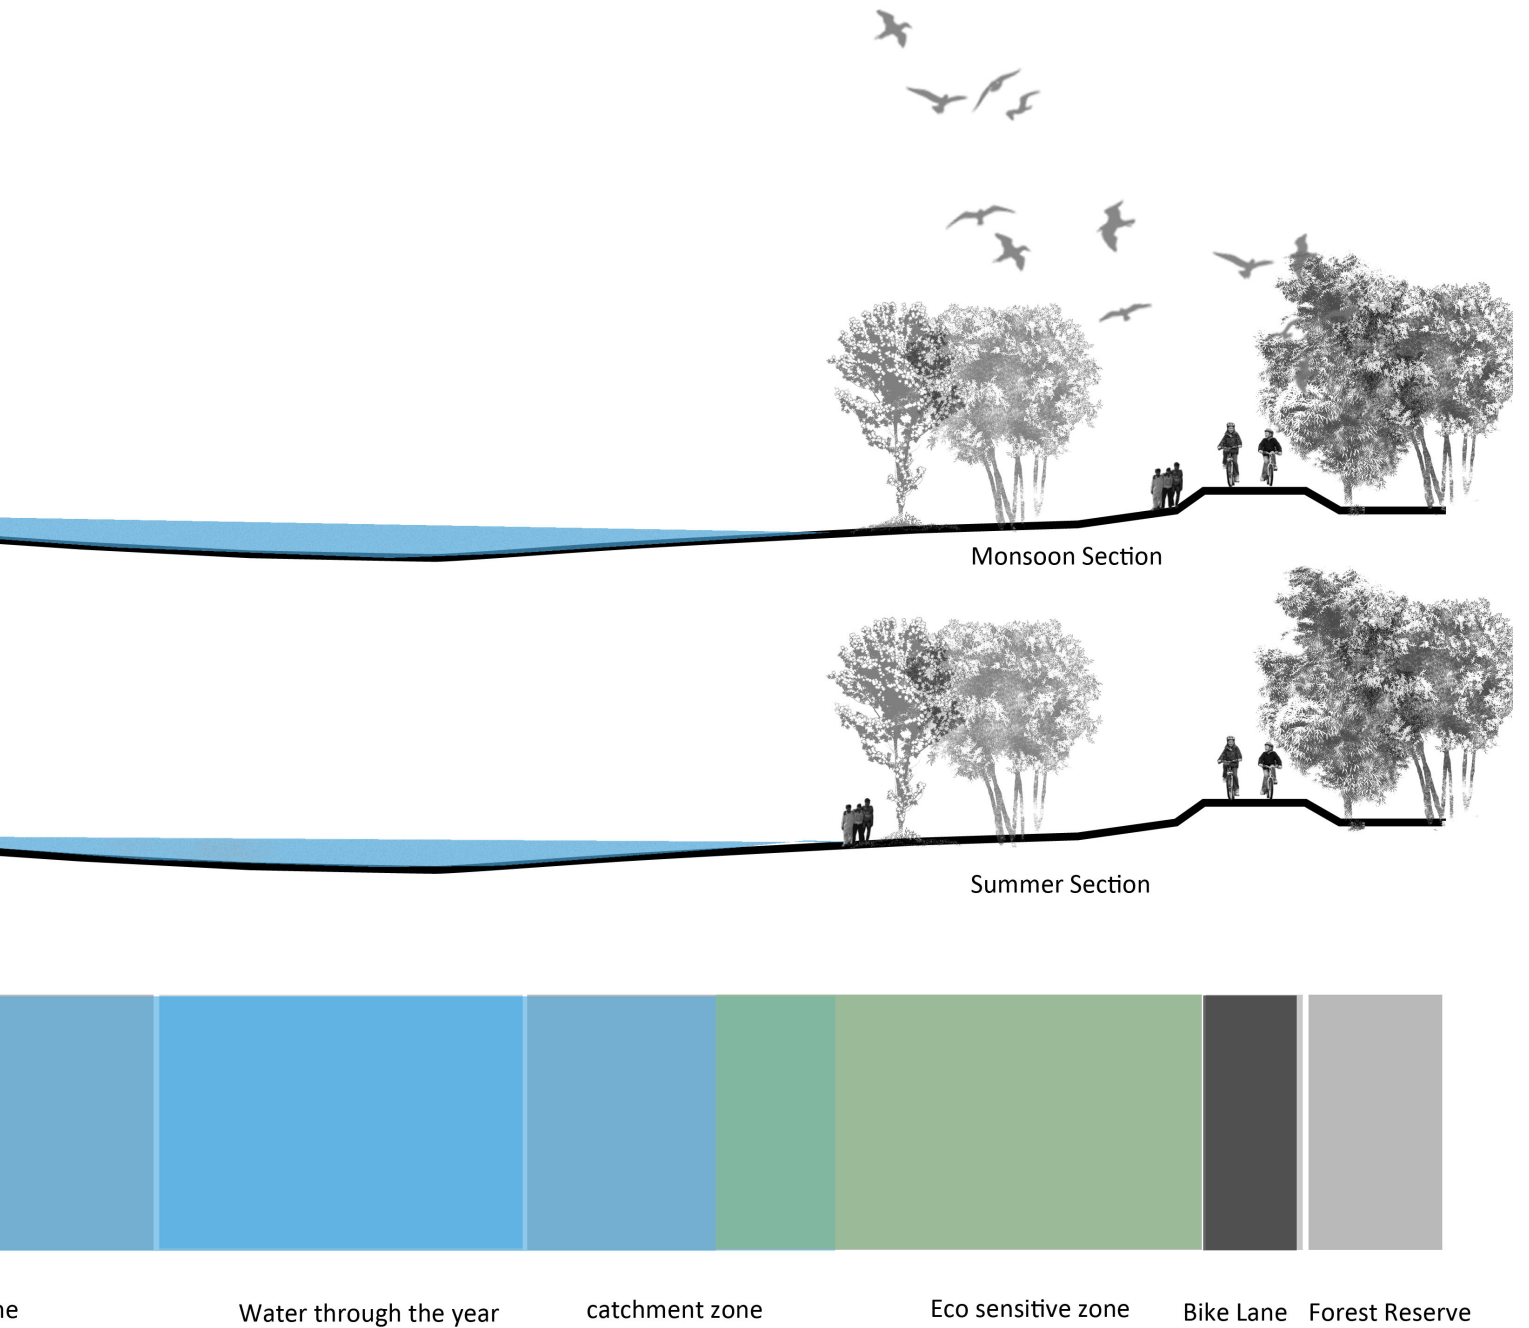 Monsoon Section
Summer Section
Water through the year
catchment zone
Eco sensitive zone
Bike Lane
Forest Reserve